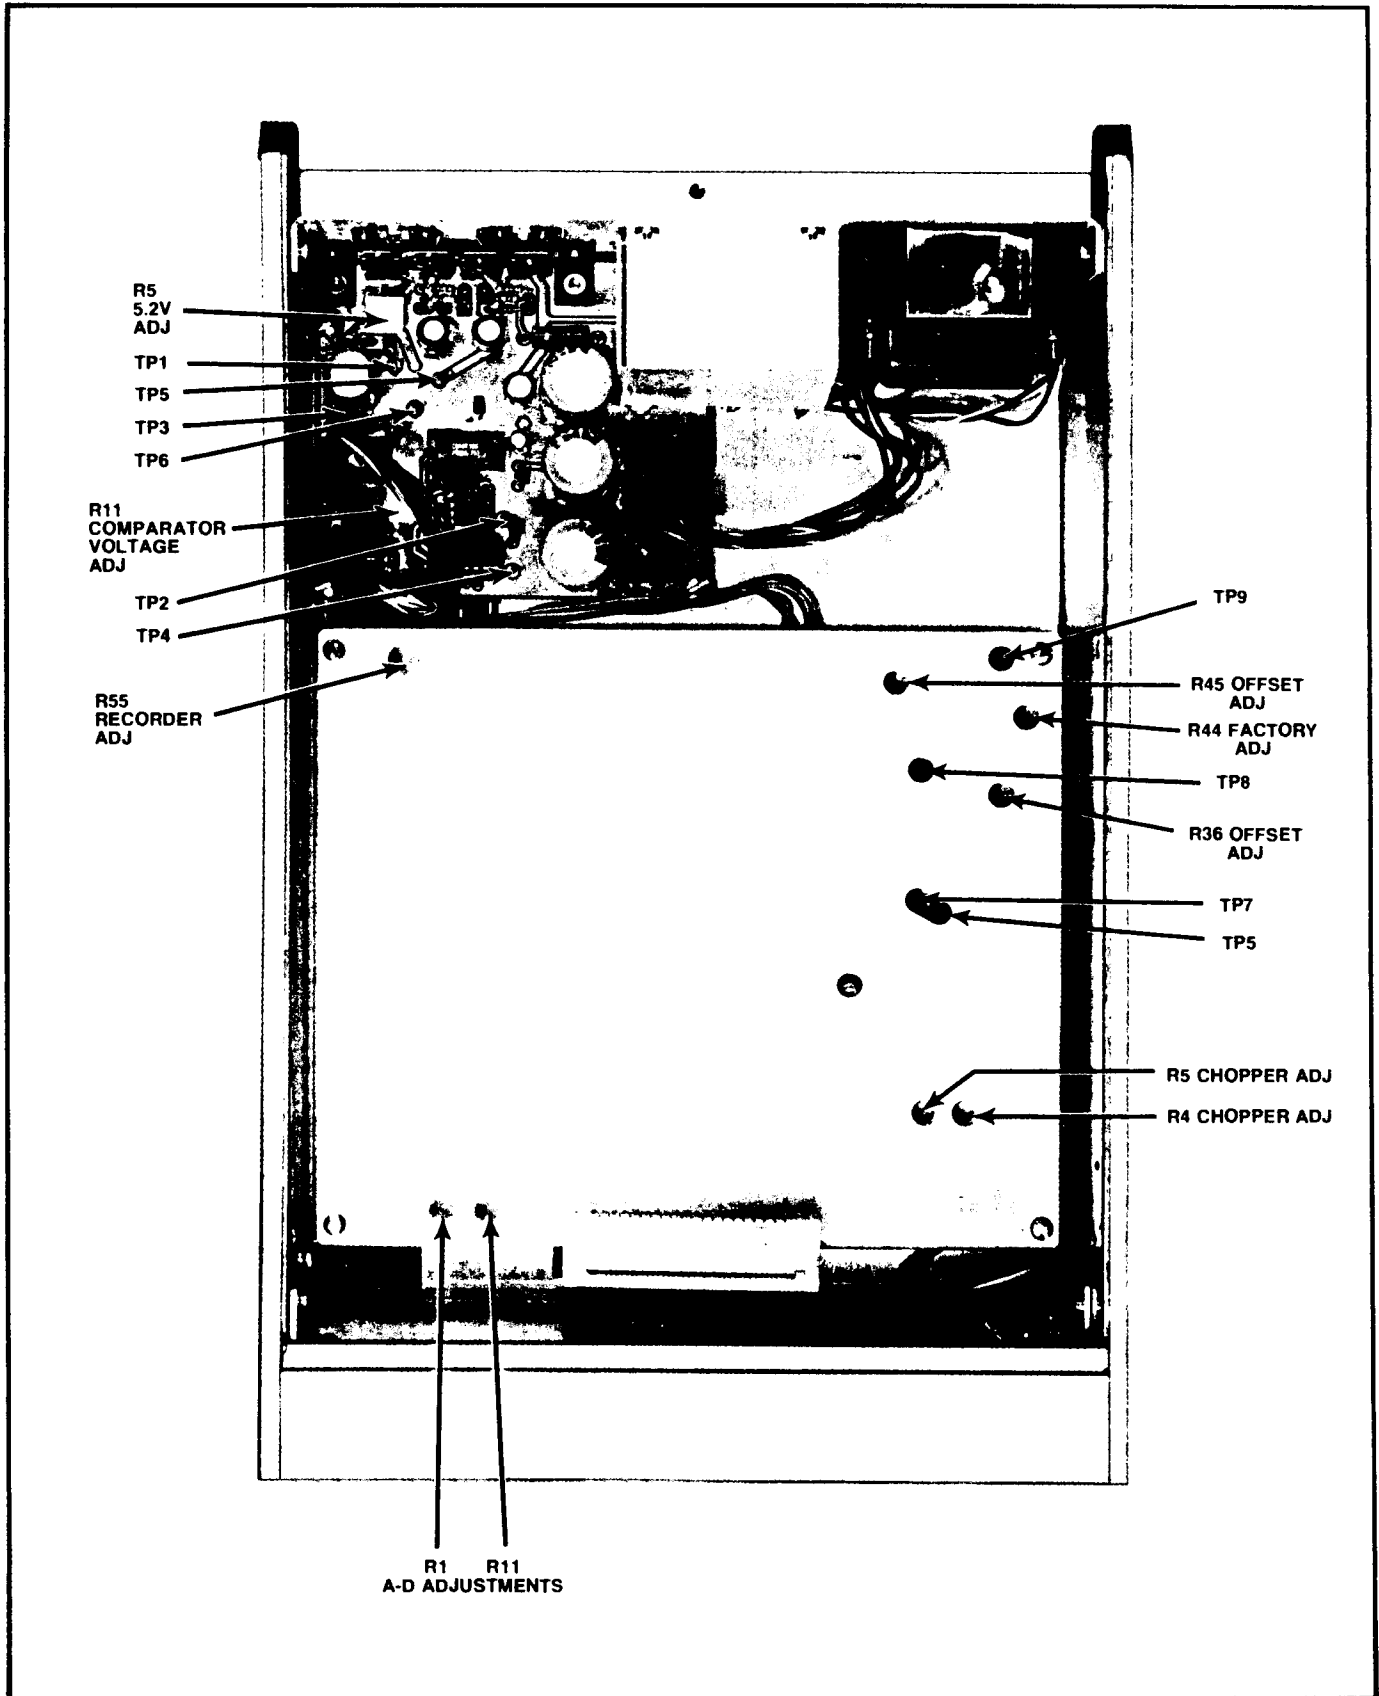 R5
5.2V
ADJ
TP1
TP5
TP3
TP6
R11
COMPARATOR
VOLTAGE
ADJ
TP2
TP4
R55
RECORDER
ADJ
TP9
R45 OFFSET
ADJ
R44 FACTORY
ADJ
TP8
R36 OFFSET
ADJ
TP7
TP5
R5 CHOPPER ADJ
R4 CHOPPER ADJ
R1 R11
A-D ADJUSTMENTS